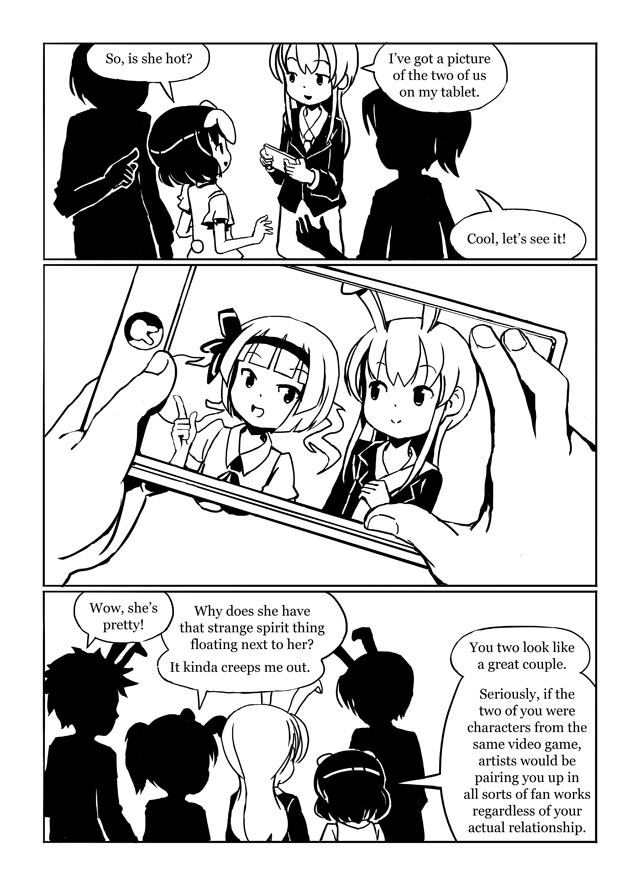 So, is she hot?
I've got a picture
of the two of us
on my tablet.
Cool, let's see it!
Wow, she's
pretty!
Why does she have
that strange spirit thing
floating next to her?
It kinda creeps me out.
You two look like
a great couple.
Seriously, if the
two of you were
characters from the
same video game,
artists would be
pairing you up in
all sorts of fan works
regardless of your
actual relationship.